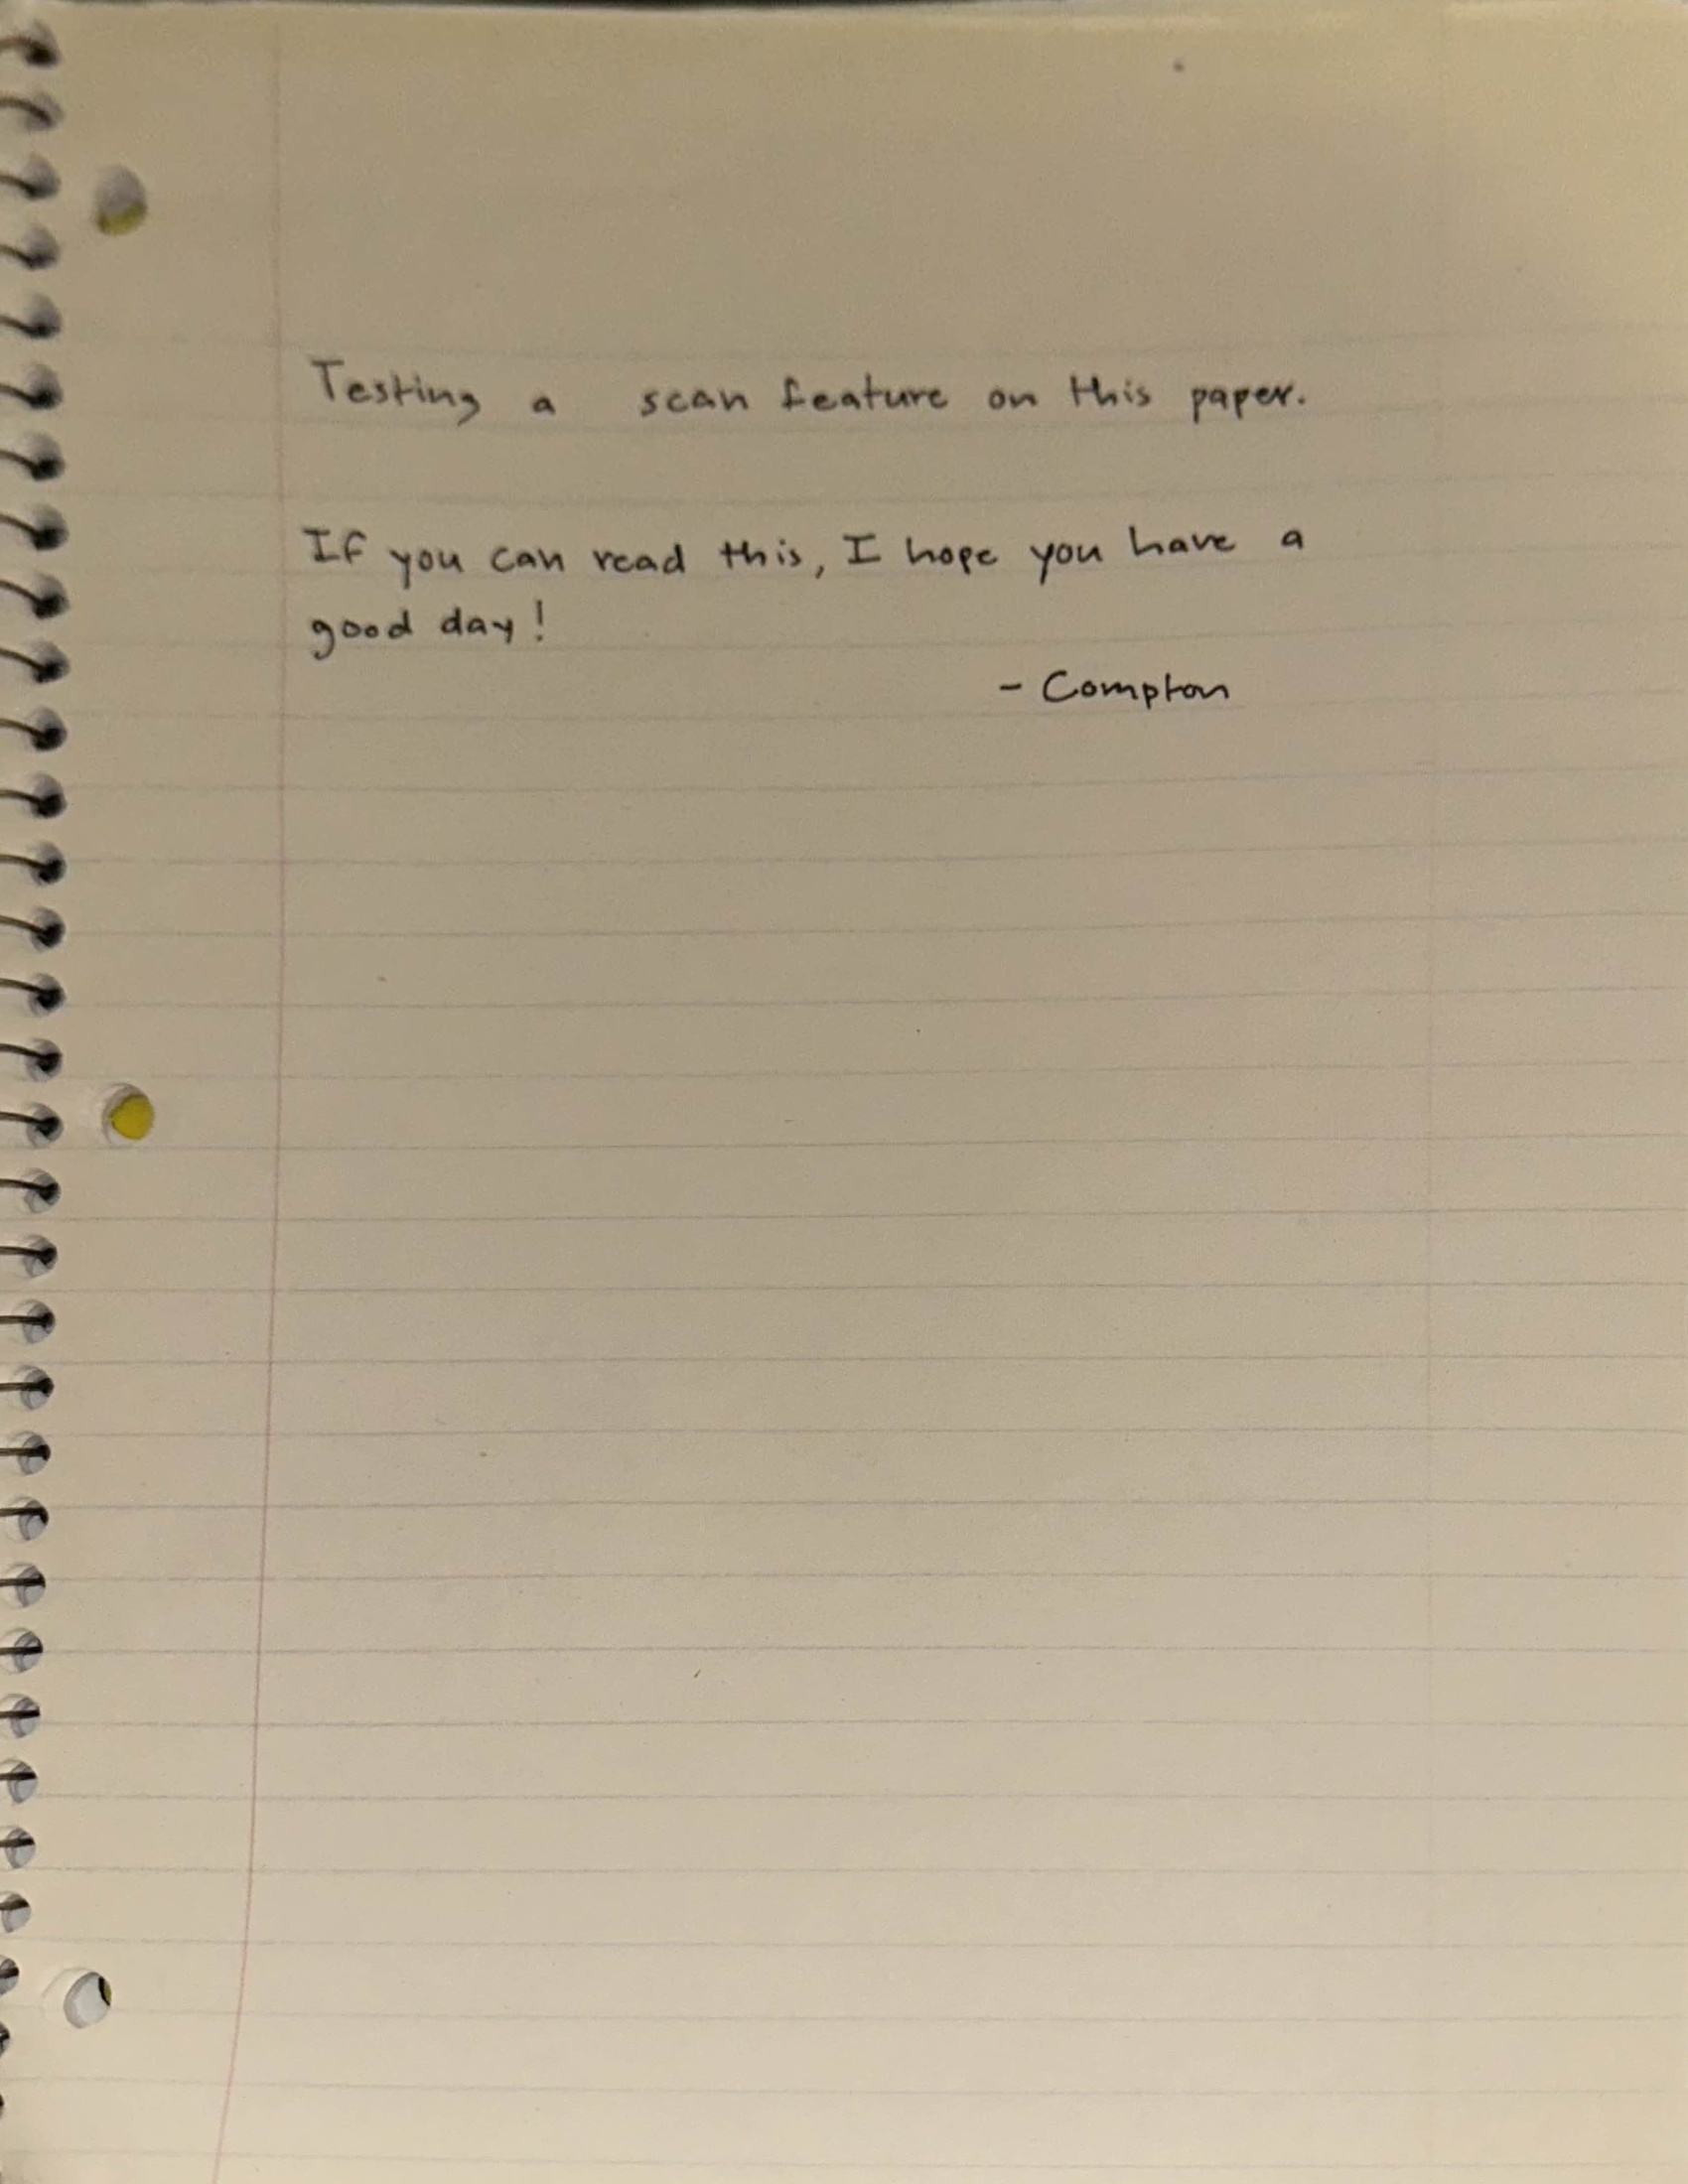 Testing a scan feature on this paper.
If you can read this, I hope you have a
good day!
- Compton